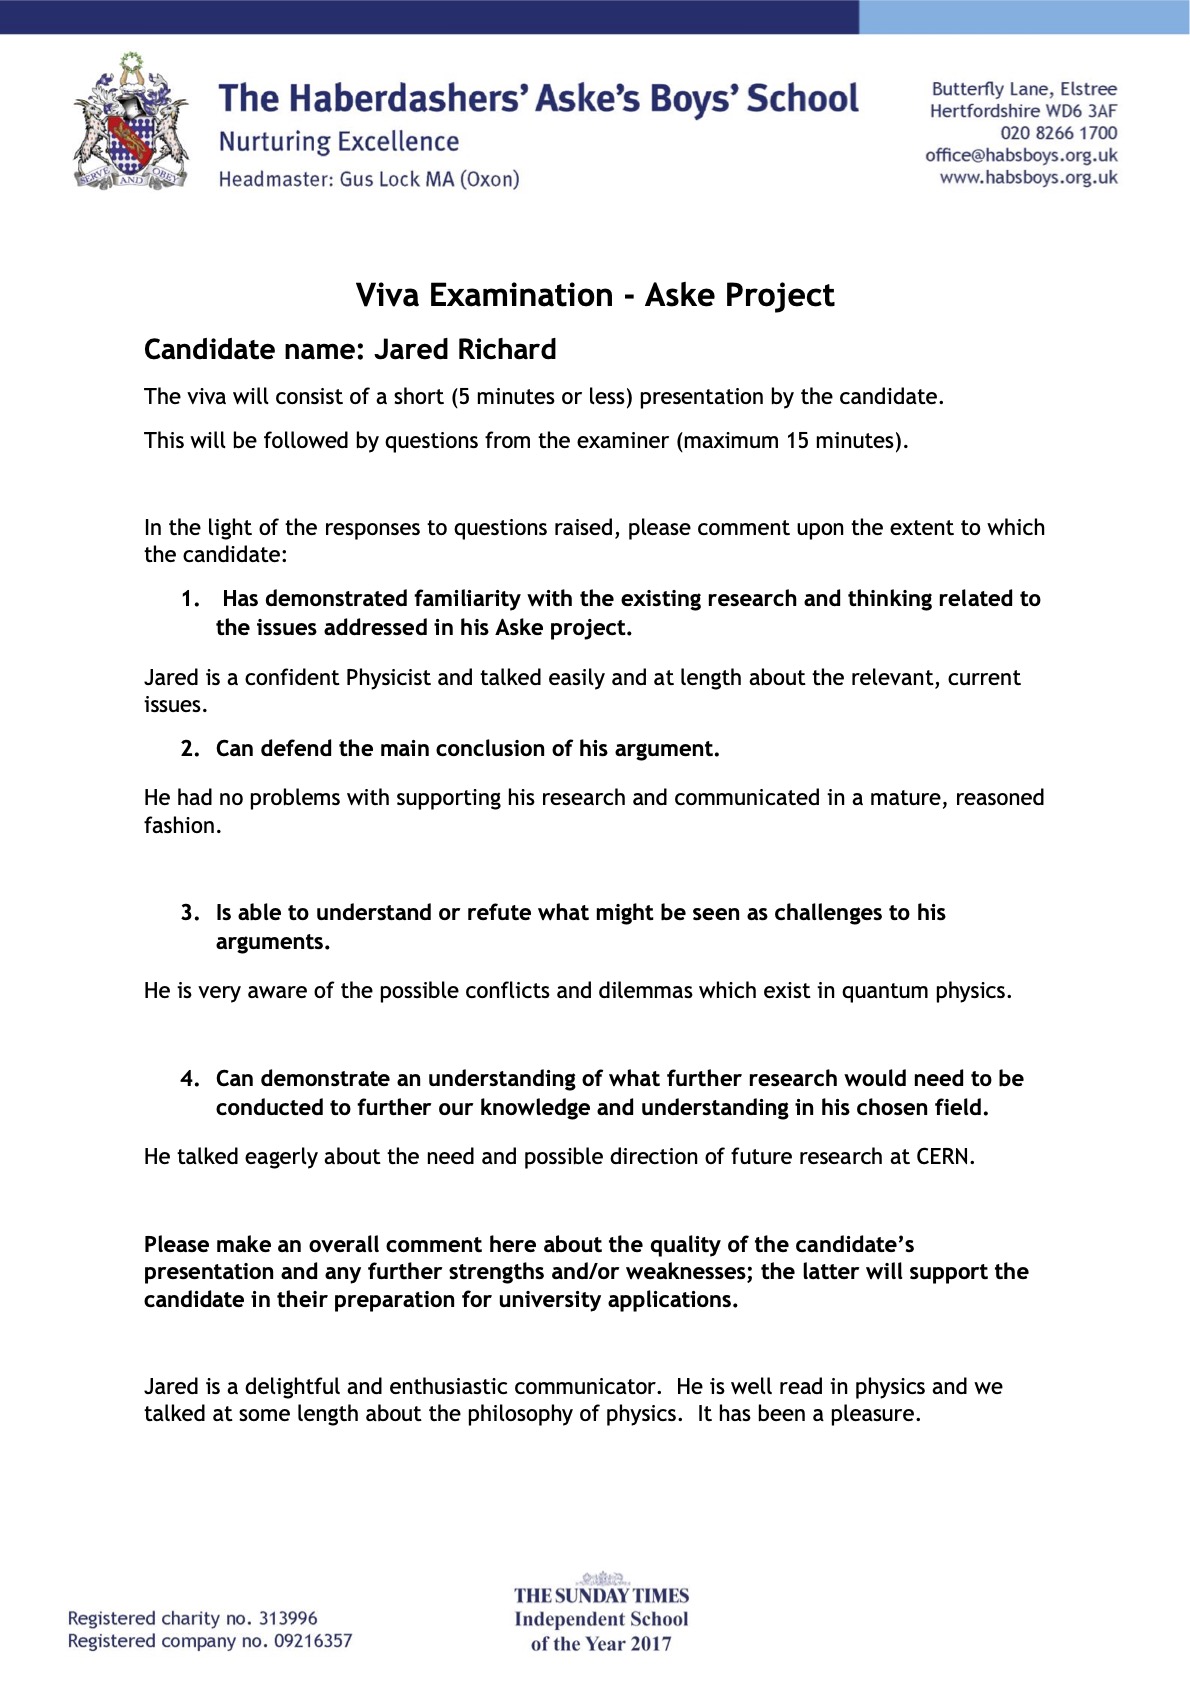 The Haberdashers' Aske's Boys' School
Nurturing Excellence
Headmaster: Gus Lock MA (Oxon)
Butterfly Lane, Elstree
Hertfordshire WD6 3AF
020 8266 1700
office@habsboys.org.uk
www.habsboys.org.uk
SERVE AND OBEY
Viva Examination - Aske Project
Candidate name: Jared Richard
The viva will consist of a short (5 minutes or less) presentation by the candidate.
This will be followed by questions from the examiner (maximum 15 minutes).
In the light of the responses to questions raised, please comment upon the extent to which
the candidate:
1. Has demonstrated familiarity with the existing research and thinking related to
the issues addressed in his Aske project.
Jared is a confident Physicist and talked easily and at length about the relevant, current
issues.
2. Can defend the main conclusion of his argument.
He had no problems with supporting his research and communicated in a mature, reasoned
fashion.
3. Is able to understand or refute what might be seen as challenges to his
arguments.
He is very aware of the possible conflicts and dilemmas which exist in quantum physics.
4. Can demonstrate an understanding of what further research would need to be
conducted to further our knowledge and understanding in his chosen field.
He talked eagerly about the need and possible direction of future research at CERN.
Please make an overall comment here about the quality of the candidate's
presentation and any further strengths and/or weaknesses; the latter will support the
candidate in their preparation for university applications.
Jared is a delightful and enthusiastic communicator. He is well read in physics and we
talked at some length about the philosophy of physics. It has been a pleasure.
Registered charity no. 313996
Registered company no. 09216357
THE SUNDAY TIMES
Independent School
of the Year 2017